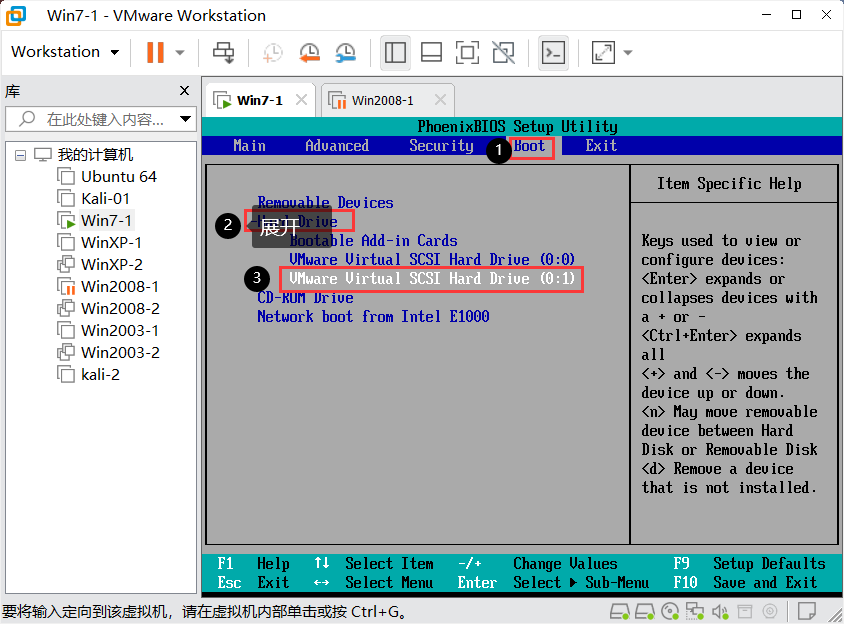 Win7-1 - VMware Workstation
Workstation
库
在此处键入内容...
我的计算机
Ubuntu 64
Kali-01
Win7-1
WinXP-1
WinXP-2
Win2008-1
Win2008-2
Win2003-1
Win2003-2
kali-2
Win7-1
Win2008-1
PhoenixBIOS Setup Utility
Main Advanced Security 1 Boot Exit
Removable Devices
2 展开 Drive
Bootable Add-in Cards
VMware Virtual SCSI Hard Drive (0:0)
3 VMware Virtual SCSI Hard Drive (0:1)
CD-ROM Drive
Network boot from Intel E1000
Item Specific Help
Keys used to view or
configure devices:
<Enter> expands or
collapses devices with
a + or -
<Ctrl+Enter> expands
all
<+> and <-> moves the
device up or down.
<n> May move removable
device between Hard
Disk or Removable Disk
<d> Remove a device
that is not installed.
F1 Help ↑↓ Select Item -/+ Change Values F9 Setup Defaults
Esc Exit ↔ Select Menu Enter Select ▶ Sub-Menu F10 Save and Exit
要将输入定向到该虚拟机，请在虚拟机内部单击或按 Ctrl+G。